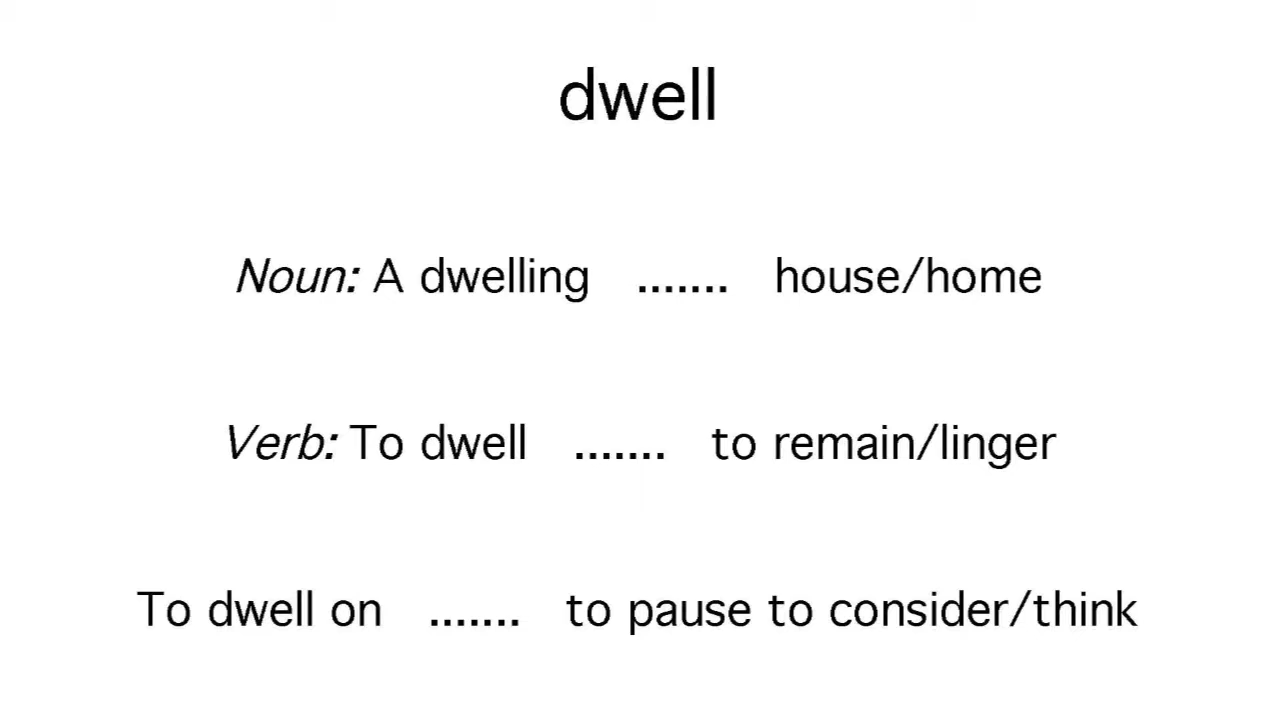 dwell
Noun: A dwelling ....... house/home
Verb: To dwell ....... to remain/linger
To dwell on ....... to pause to consider/think